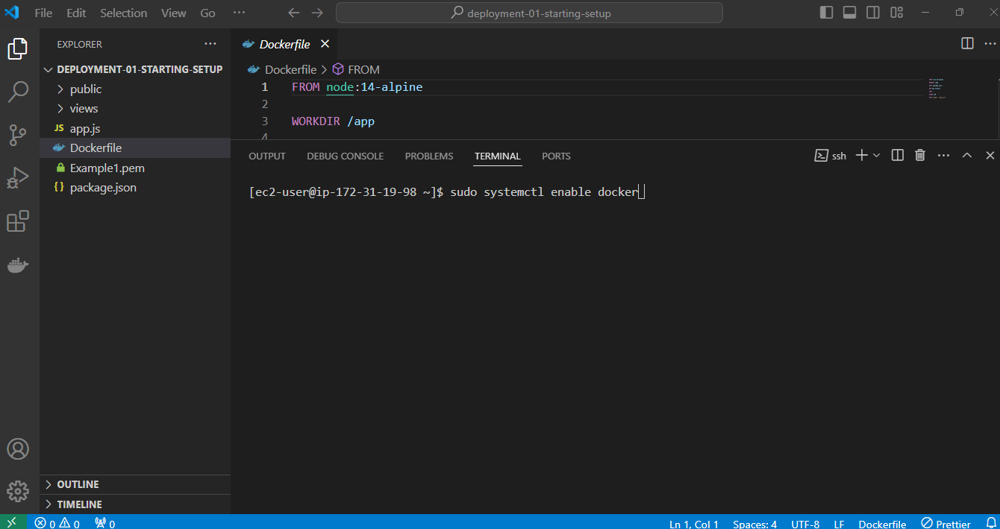 File Edit Selection View Go ··· deployment-01-starting-setup
EXPLORER ···
DEPLOYMENT-01-STARTING-SETUP
public
views
JS app.js
Dockerfile
Example1.pem
{} package.json
OUTLINE
TIMELINE
Dockerfile
Dockerfile > FROM
1 FROM node:14-alpine
2
3 WORKDIR /app
4
OUTPUT DEBUG CONSOLE PROBLEMS TERMINAL PORTS ssh
[ec2-user@ip-172-31-19-98 ~]$ sudo systemctl enable docker
0 0 0 Ln 1, Col 1 Spaces: 4 UTF-8 LF Dockerfile Prettier